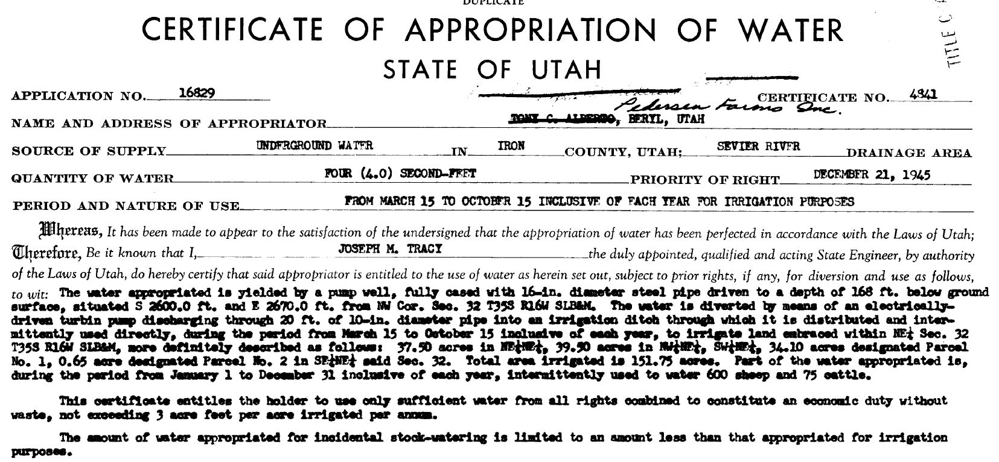 DUPLICATE
CERTIFICATE OF APPROPRIATION OF WATER
STATE OF UTAH
TITLE
APPLICATION NO. 16829 CERTIFICATE NO. 4841
Pedersen Farms Inc.
NAME AND ADDRESS OF APPROPRIATOR TONY C. ALBERDO, BERYL, UTAH
SOURCE OF SUPPLY UNDERGROUND WATER IN IRON COUNTY, UTAH; SEVIER RIVER DRAINAGE AREA
QUANTITY OF WATER FOUR (4.0) SECOND-FEET PRIORITY OF RIGHT DECEMBER 21, 1945
PERIOD AND NATURE OF USE FROM MARCH 15 TO OCTOBER 15 INCLUSIVE OF EACH YEAR FOR IRRIGATION PURPOSES
Whereas, It has been made to appear to the satisfaction of the undersigned that the appropriation of water has been perfected in accordance with the Laws of Utah;
Therefore, Be it known that I, JOSEPH M. TRACY the duly appointed, qualified and acting State Engineer, by authority
of the Laws of Utah, do hereby certify that said appropriator is entitled to the use of water as herein set out, subject to prior rights, if any, for diversion and use as follows,
to wit: The water appropriated is yielded by a pump well, fully cased with 16-in. diameter steel pipe driven to a depth of 168 ft. below ground
surface, situated S 2600.0 ft. and E 2670.0 ft. from NW Cor. Sec. 32 T35S R16W SLB&M. The water is diverted by means of an electrically-
driven turbin pump discharging through 20 ft. of 10-in. diameter pipe into an irrigation ditch through which it is distributed and inter-
mittently used directly, during the period from March 15 to October 15 inclusive of each year, to irrigate land embraced within NE¼ Sec. 32
T35S R16W SLB&M, more definitely described as follows: 37.50 acres in NE¼NE¼, 39.50 acres in NW¼NE¼, SW¼NE¼, 34.10 acres designated Parcel
No. 1, 0.65 acre designated Parcel No. 2 in SE¼NE¼ said Sec. 32. Total area irrigated is 151.75 acres. Part of the water appropriated is,
during the period from January 1 to December 31 inclusive of each year, intermittently used to water 600 sheep and 75 cattle.
This certificate entitles the holder to use only sufficient water from all rights combined to constitute an economic duty without
waste, not exceeding 3 acre feet per acre irrigated per annum.
The amount of water appropriated for incidental stock-watering is limited to an amount less than that appropriated for irrigation
purposes.